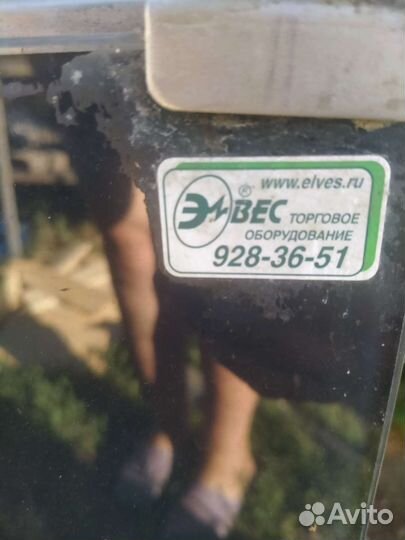 www.elves.ru
ЭЛВЕС ®
ТОРГОВОЕ
ОБОРУДОВАНИЕ
928-36-51
Avito